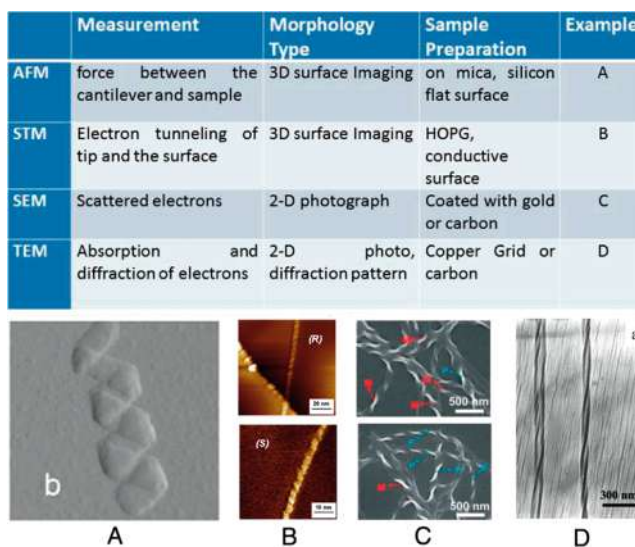 Measurement Morphology Type Sample Preparation Example
AFM force between the cantilever and sample 3D surface Imaging on mica, silicon flat surface A
STM Electron tunneling of tip and the surface 3D surface Imaging HOPG, conductive surface B
SEM Scattered electrons 2-D photograph Coated with gold or carbon C
TEM Absorption and diffraction of electrons 2-D photo, diffraction pattern Copper Grid or carbon D
b
(R)
20 nm
(S)
10 nm
500 nm
500 nm
300 nm
A B C D